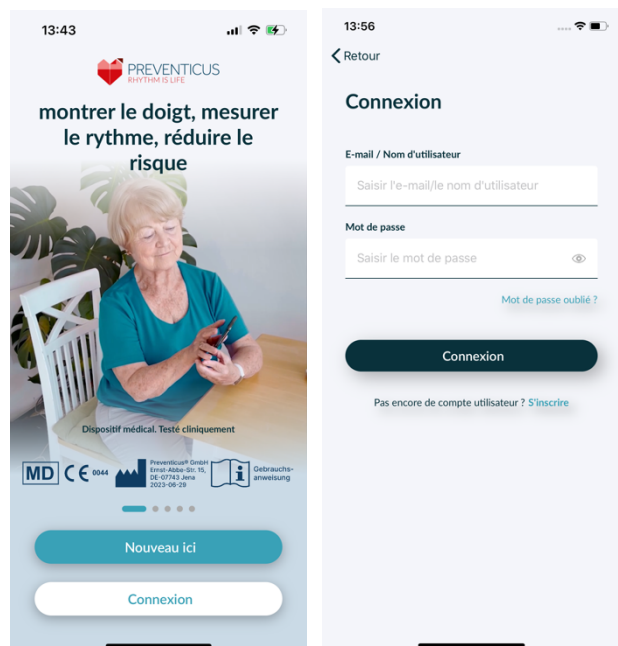 13:43
PREVENTICUS
RHYTHM IS LIFE
montrer le doigt, mesurer
le rythme, réduire le
risque
Dispositif médical. Testé cliniquement
MD
CE 0044
Preventicus® GmbH
Ernst-Abbe-Str. 15,
DE-07743 Jena
2023-06-29
Gebrauchs-
anweisung
Nouveau ici
Connexion
13:56
Retour
Connexion
E-mail / Nom d'utilisateur
Saisir l'e-mail/le nom d'utilisateur
Mot de passe
Saisir le mot de passe
Mot de passe oublié ?
Connexion
Pas encore de compte utilisateur ? S'inscrire